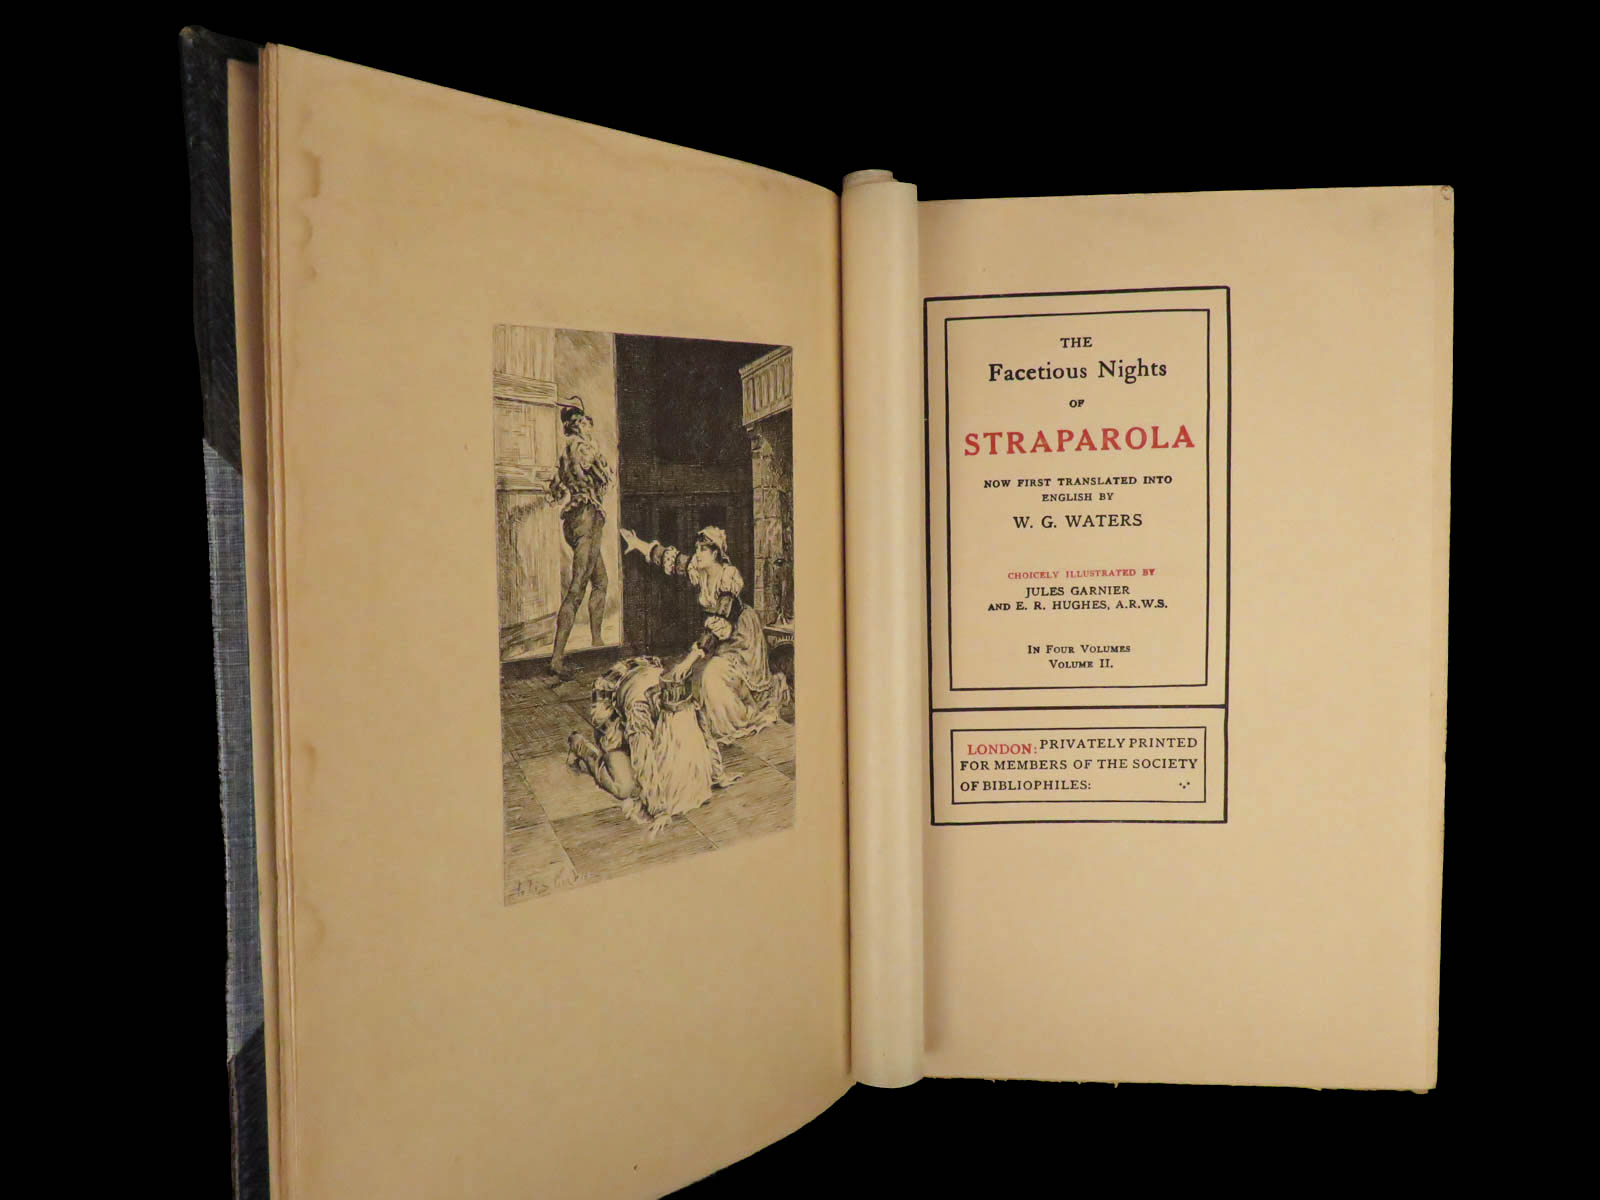 THE
Facetious Nights
OF
STRAPAROLA
NOW FIRST TRANSLATED INTO
ENGLISH BY
W. G. WATERS
CHOICELY ILLUSTRATED BY
JULES GARNIER
AND E. R. HUGHES, A.R.W.S.
IN FOUR VOLUMES
VOLUME II.
LONDON: PRIVATELY PRINTED
FOR MEMBERS OF THE SOCIETY
OF BIBLIOPHILES: